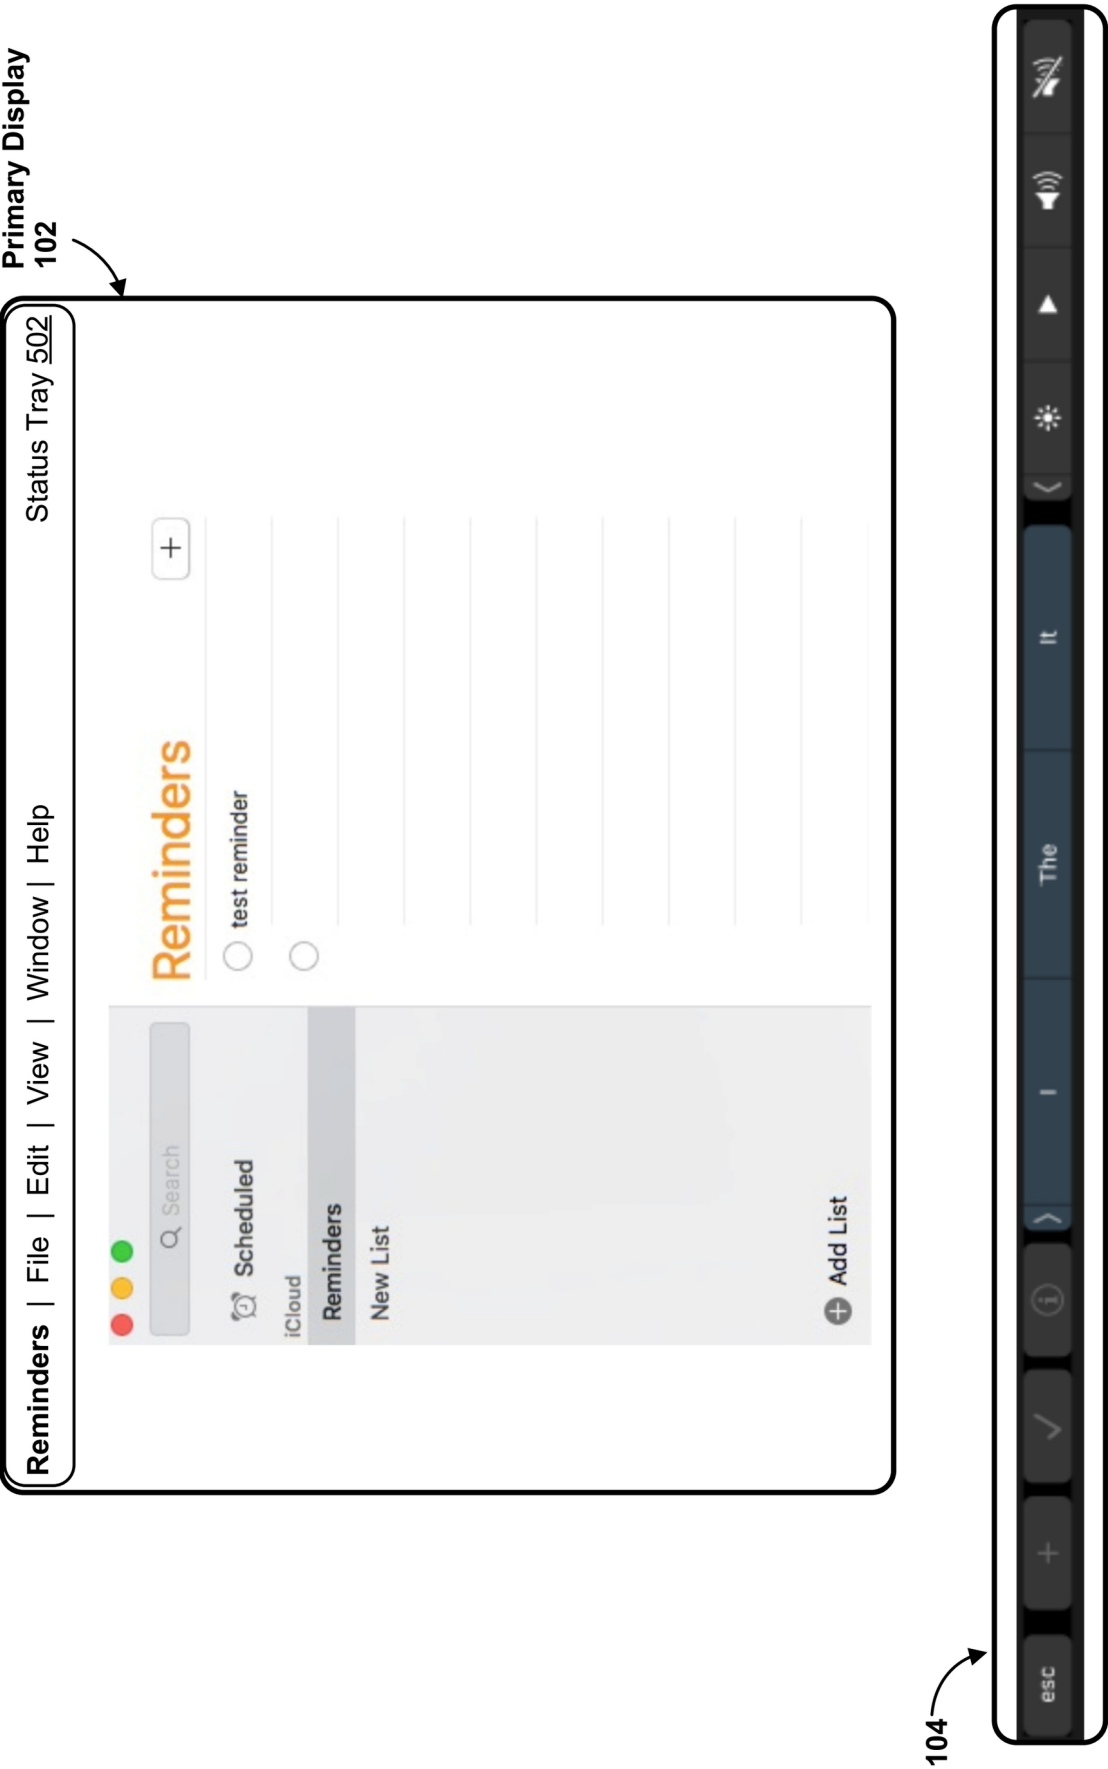 Primary Display
102
Reminders | File | Edit | View | Window | Help
Status Tray 502
Search
Scheduled
iCloud
Reminders
New List
Add List
Reminders
+
test reminder
104
esc
+
I
The
It